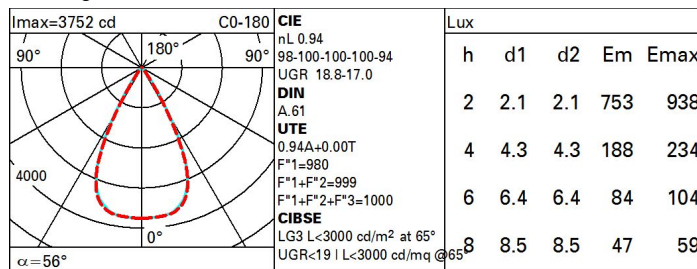 Imax=3752 cd C0-180
90° 180° 90°
4000
0°
α=56°
CIE
nL 0.94
98-100-100-100-94
UGR 18.8-17.0
DIN
A.61
UTE
0.94A+0.00T
F"1=980
F"1+F"2=999
F"1+F"2+F"3=1000
CIBSE
LG3 L<3000 cd/m² at 65°
UGR<19 | L<3000 cd/mq @65°
Lux
h d1 d2 Em Emax
2 2.1 2.1 753 938
4 4.3 4.3 188 234
6 6.4 6.4 84 104
8 8.5 8.5 47 59